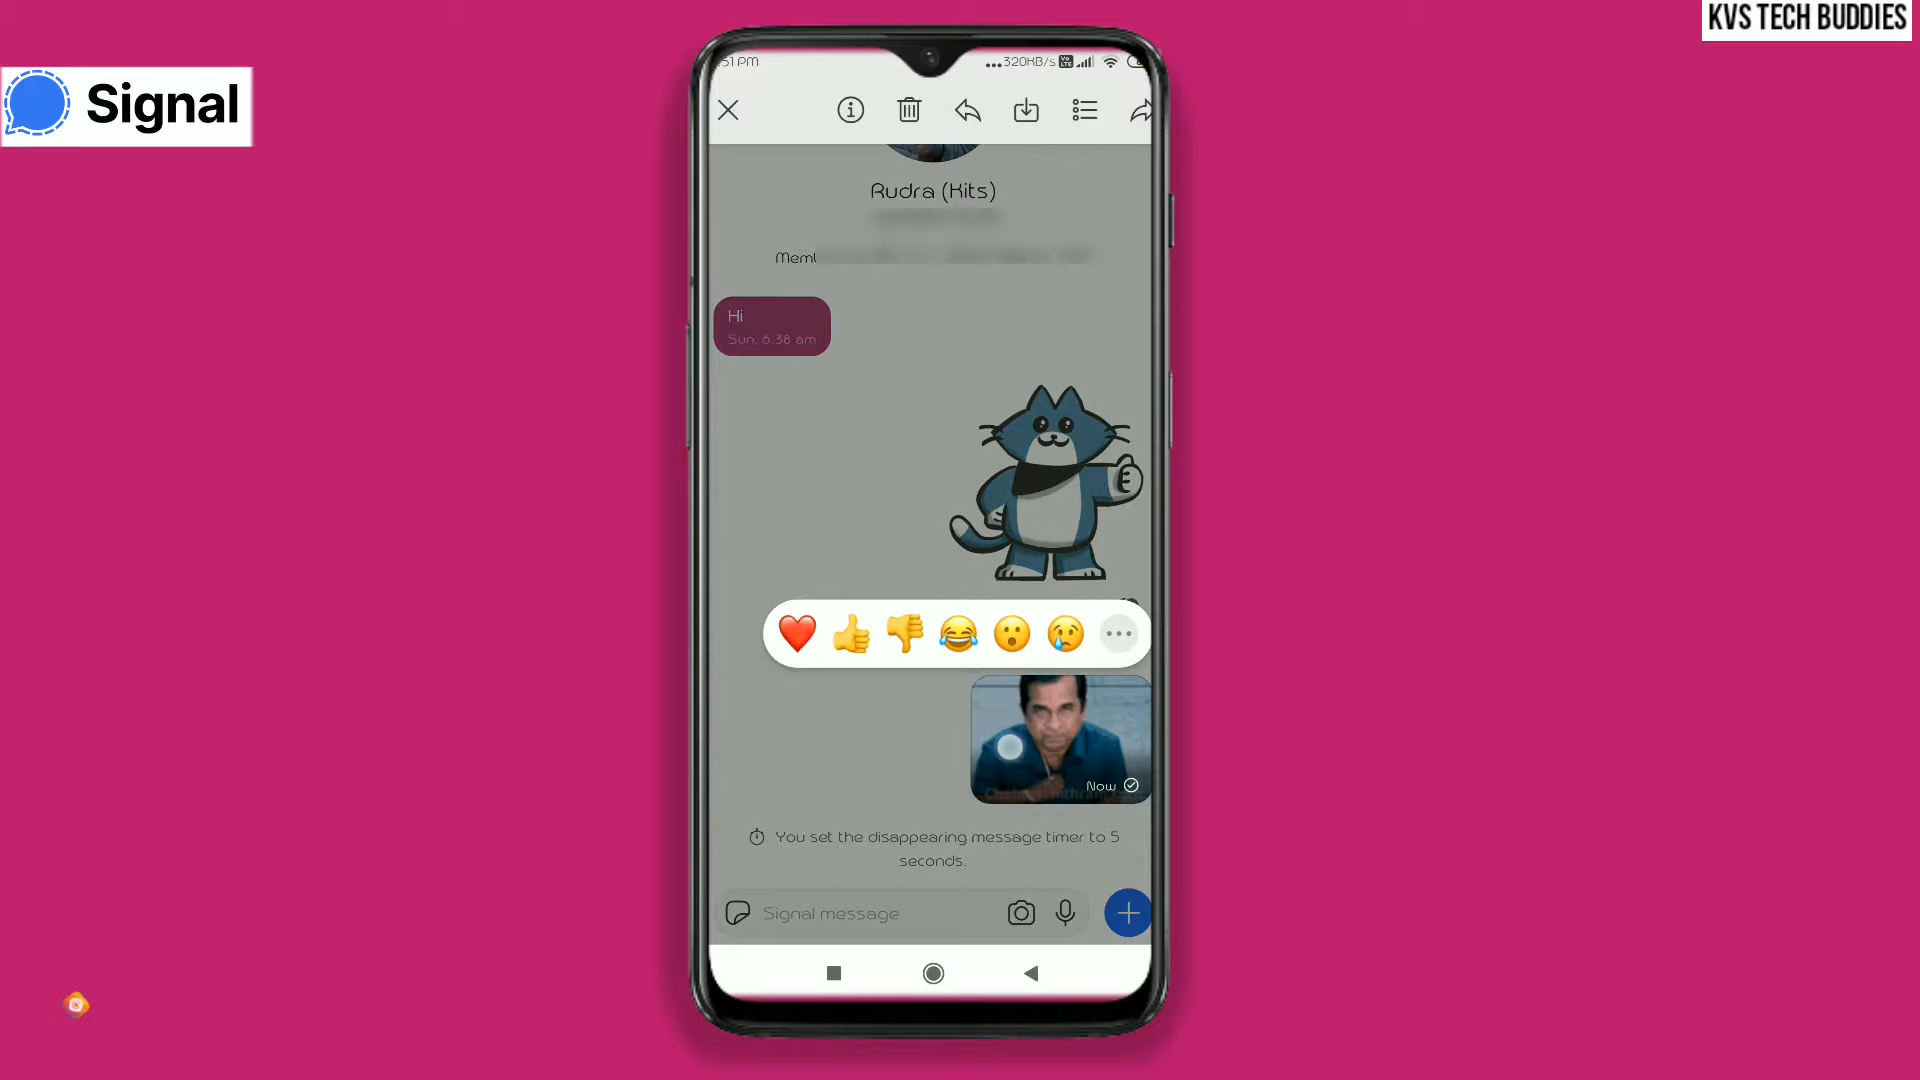 KVS TECH BUDDIES
Signal
:51 PM
320KB/s
Rudra (Kits)
Hi
Sun, 6:38 am
Now
You set the disappearing message timer to 5
seconds.
Signal message